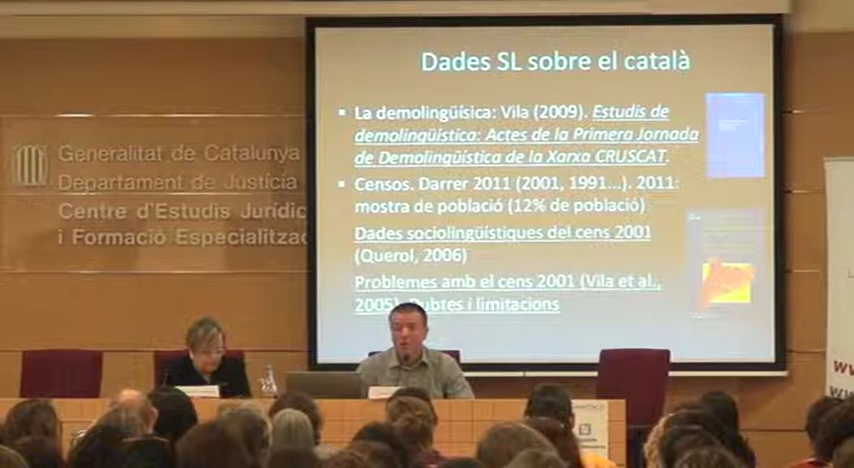 Dades SL sobre el català
La demolingüísica: Vila (2009). Estudis de
demolingüística: Actes de la Primera Jornada
de Demolingüística de la Xarxa CRUSCAT.
Censos. Darrer 2011 (2001, 1991...). 2011:
mostra de població (12% de població)
Dades sociolingüístiques del cens 2001
(Querol, 2006)
Problemes amb el cens 2001 (Vila et al.,
2005). Dubtes i limitacions
Generalitat de Catalunya
Departament de Justícia
Centre d'Estudis Jurídic
i Formació Especialitza